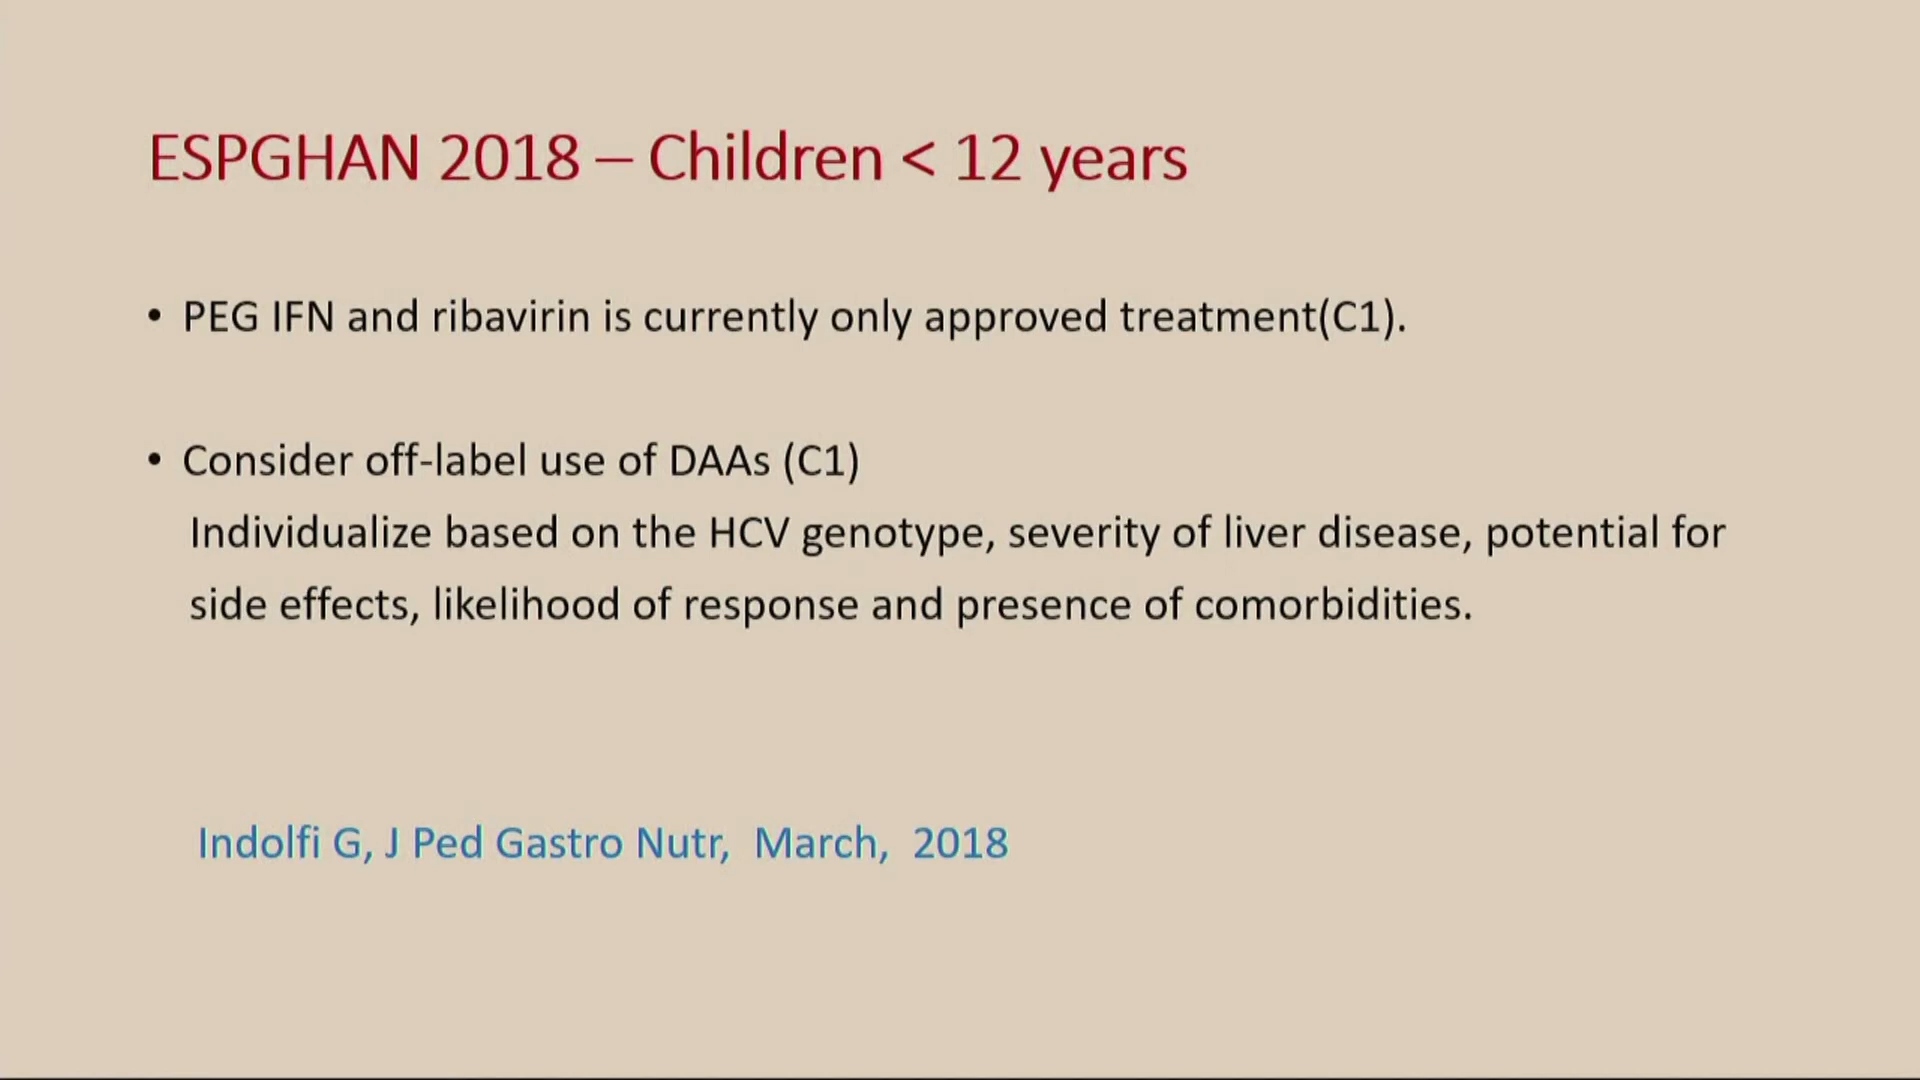 ESPGHAN 2018 – Children < 12 years
• PEG IFN and ribavirin is currently only approved treatment(C1).
• Consider off-label use of DAAs (C1)
Individualize based on the HCV genotype, severity of liver disease, potential for
side effects, likelihood of response and presence of comorbidities.
Indolfi G, J Ped Gastro Nutr, March, 2018